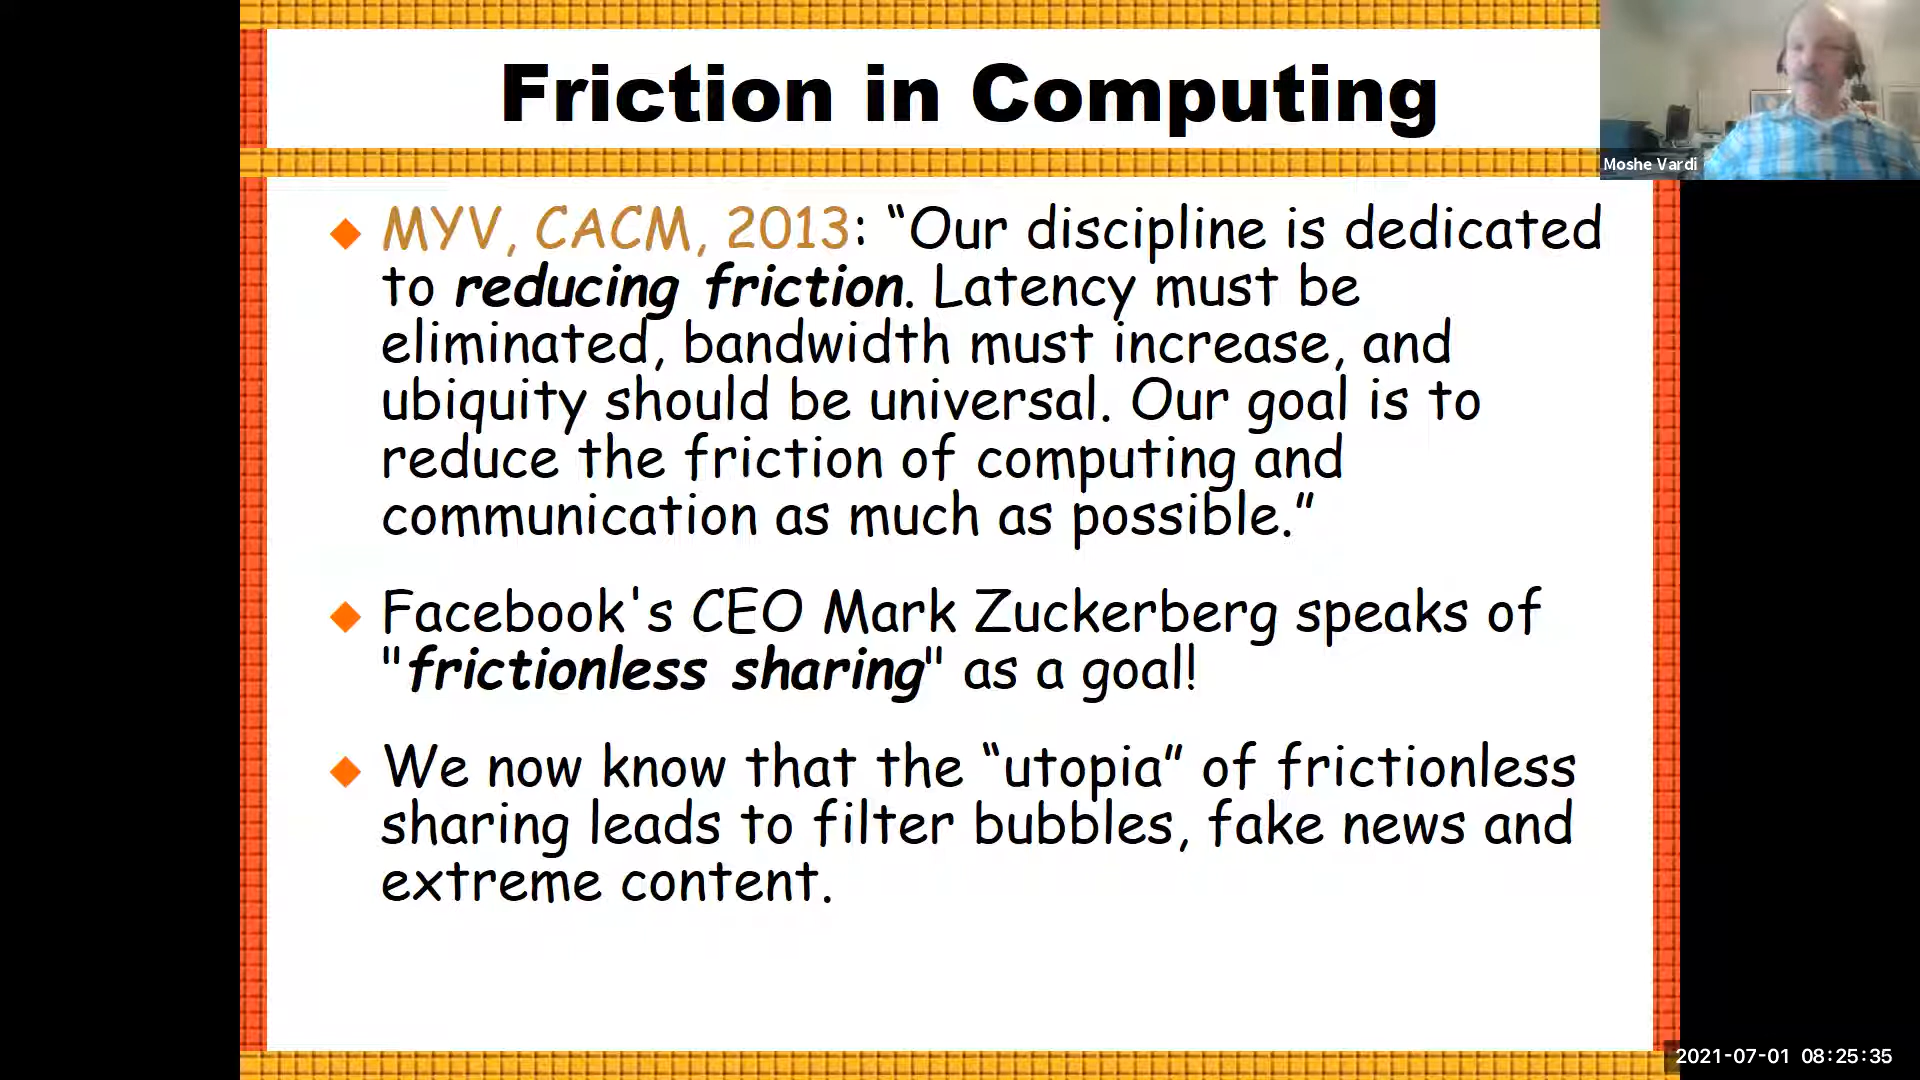 Friction in Computing
Moshe Vardi
MYV, CACM, 2013: “Our discipline is dedicated
to reducing friction. Latency must be
eliminated, bandwidth must increase, and
ubiquity should be universal. Our goal is to
reduce the friction of computing and
communication as much as possible.”
Facebook's CEO Mark Zuckerberg speaks of
"frictionless sharing" as a goal!
We now know that the “utopia” of frictionless
sharing leads to filter bubbles, fake news and
extreme content.
2021-07-01 08:25:35